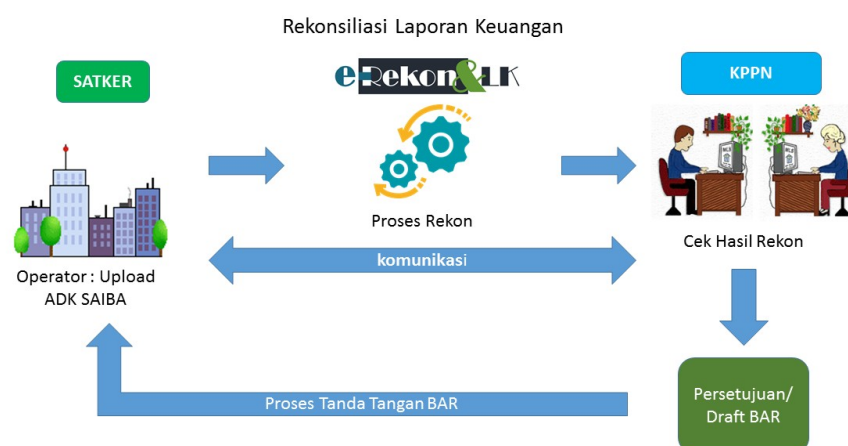 Rekonsiliasi Laporan Keuangan
SATKER
e-Rekon&LK
KPPN
Proses Rekon
Cek Hasil Rekon
komunikasi
Operator : Upload
ADK SAIBA
Proses Tanda Tangan BAR
Persetujuan/
Draft BAR